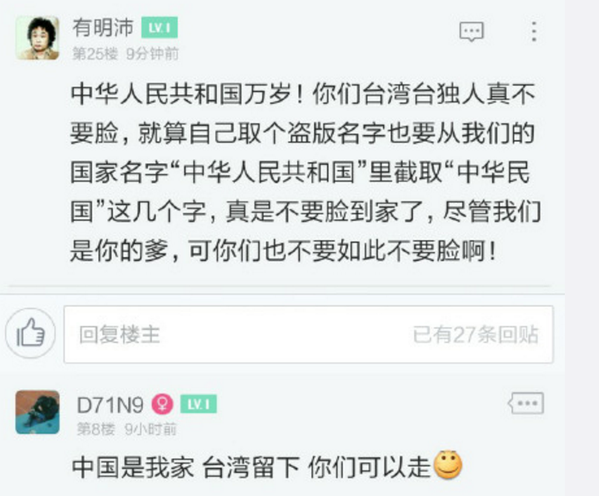 有明沛 LV.1
第25楼 9分钟前
中华人民共和国万岁！你们台湾台独人真不
要脸，就算自己取个盗版名字也要从我们的
国家名字“中华人民共和国”里截取“中华民
国”这几个字，真是不要脸到家了，尽管我们
是你的爹，可你们也不要如此不要脸啊！
回复楼主 已有27条回贴
D71N9 LV.1
第8楼 9小时前
中国是我家 台湾留下 你们可以走